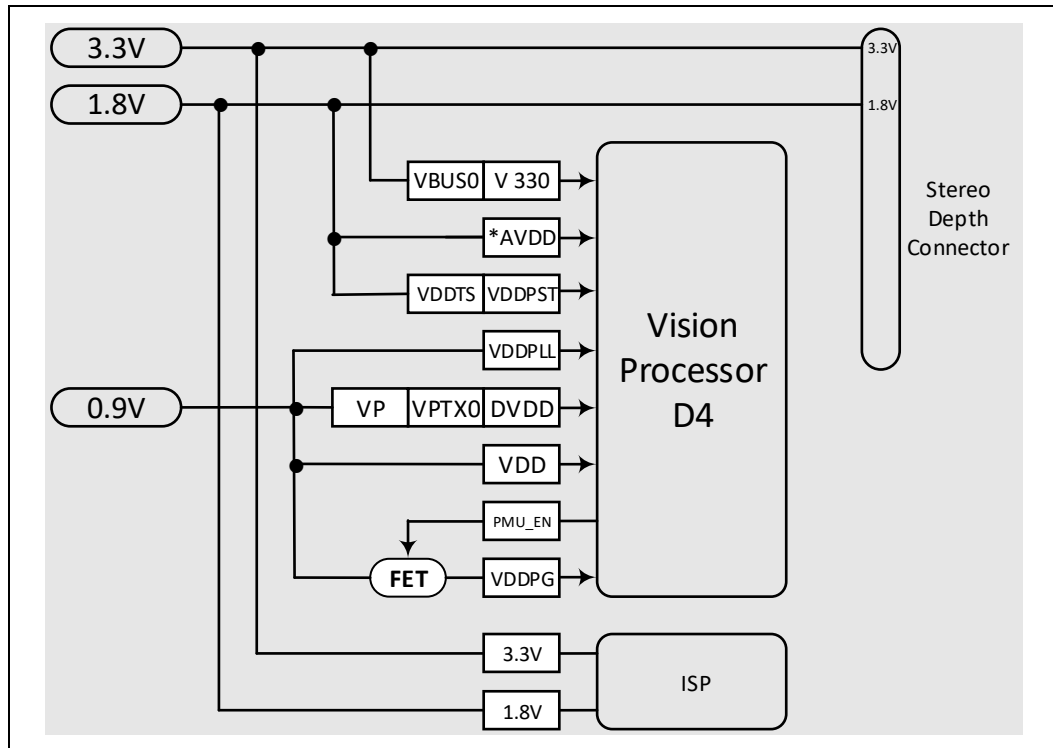 3.3V
3.3V
1.8V
1.8V
VBUS0 V 330
*AVDD
VDDTS VDDPST
VDDPLL
0.9V
VP VPTX0 DVDD
VDD
PMU_EN
FET
VDDPG
Vision
Processor
D4
Stereo
Depth
Connector
3.3V
1.8V
ISP